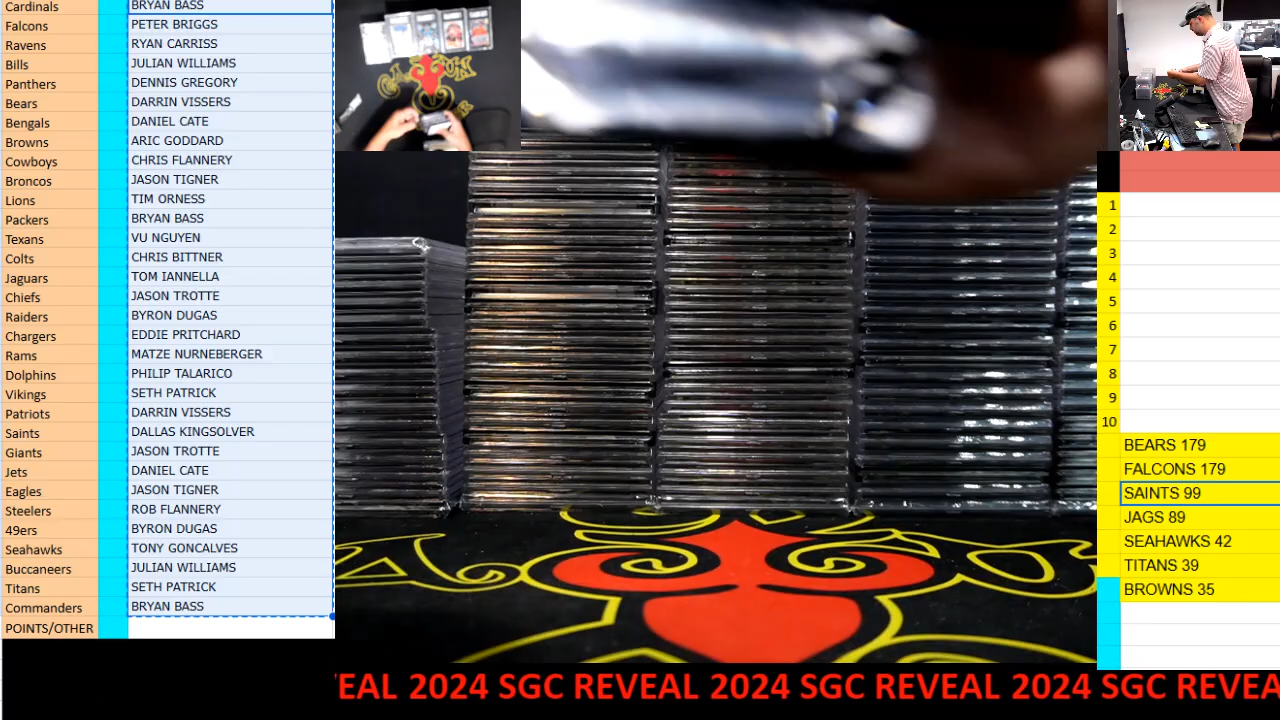 Cardinals BRYAN BASS
Falcons PETER BRIGGS
Ravens RYAN CARRISS
Bills JULIAN WILLIAMS
Panthers DENNIS GREGORY
Bears DARRIN VISSERS
Bengals DANIEL CATE
Browns ARIC GODDARD
Cowboys CHRIS FLANNERY
Broncos JASON TIGNER
Lions TIM ORNESS
Packers BRYAN BASS
Texans VU NGUYEN
Colts CHRIS BITTNER
Jaguars TOM IANNELLA
Chiefs JASON TROTTE
Raiders BYRON DUGAS
Chargers EDDIE PRITCHARD
Rams MATZE NURNEBERGER
Dolphins PHILIP TALARICO
Vikings SETH PATRICK
Patriots DARRIN VISSERS
Saints DALLAS KINGSOLVER
Giants JASON TROTTE
Jets DANIEL CATE
Eagles JASON TIGNER
Steelers ROB FLANNERY
49ers BYRON DUGAS
Seahawks TONY GONCALVES
Buccaneers JULIAN WILLIAMS
Titans SETH PATRICK
Commanders BRYAN BASS
POINTS/OTHER
1
2
3
4
5
6
7
8
9
10
BEARS 179
FALCONS 179
SAINTS 99
JAGS 89
SEAHAWKS 42
TITANS 39
BROWNS 35
EAL 2024 SGC REVEAL 2024 SGC REVEAL 2024 SGC REVEA